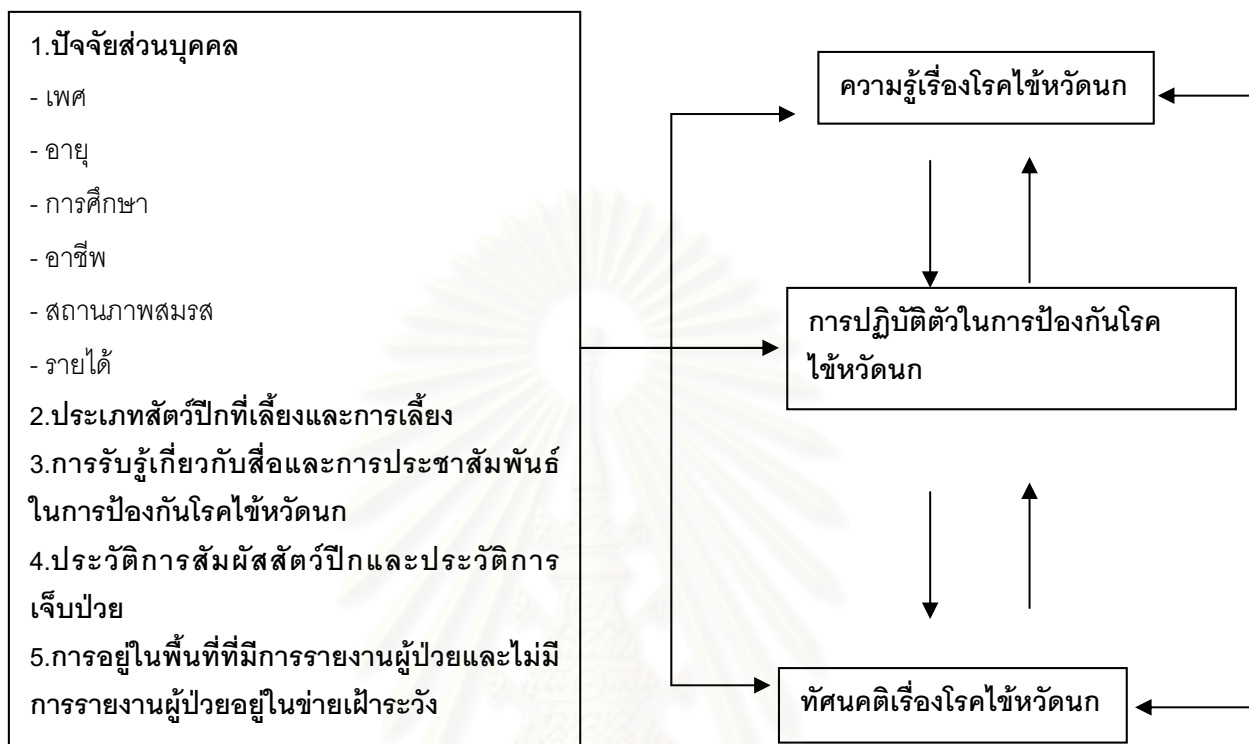 1.ปัจจัยส่วนบุคคล
- เพศ
- อายุ
- การศึกษา
- อาชีพ
- สถานภาพสมรส
- รายได้
2.ประเภทสัตว์ปีกที่เลี้ยงและการเลี้ยง
3.การรับรู้เกี่ยวกับสื่อและการประชาสัมพันธ์
ในการป้องกันโรคไข้หวัดนก
4.ประวัติการสัมผัสสัตว์ปีกและประวัติการ
เจ็บป่วย
5.การอยู่ในพื้นที่ที่มีการรายงานผู้ป่วยและไม่มี
การรายงานผู้ป่วยอยู่ในข่ายเฝ้าระวัง
ความรู้เรื่องโรคไข้หวัดนก
การปฏิบัติตัวในการป้องกันโรค
ไข้หวัดนก
ทัศนคติเรื่องโรคไข้หวัดนก